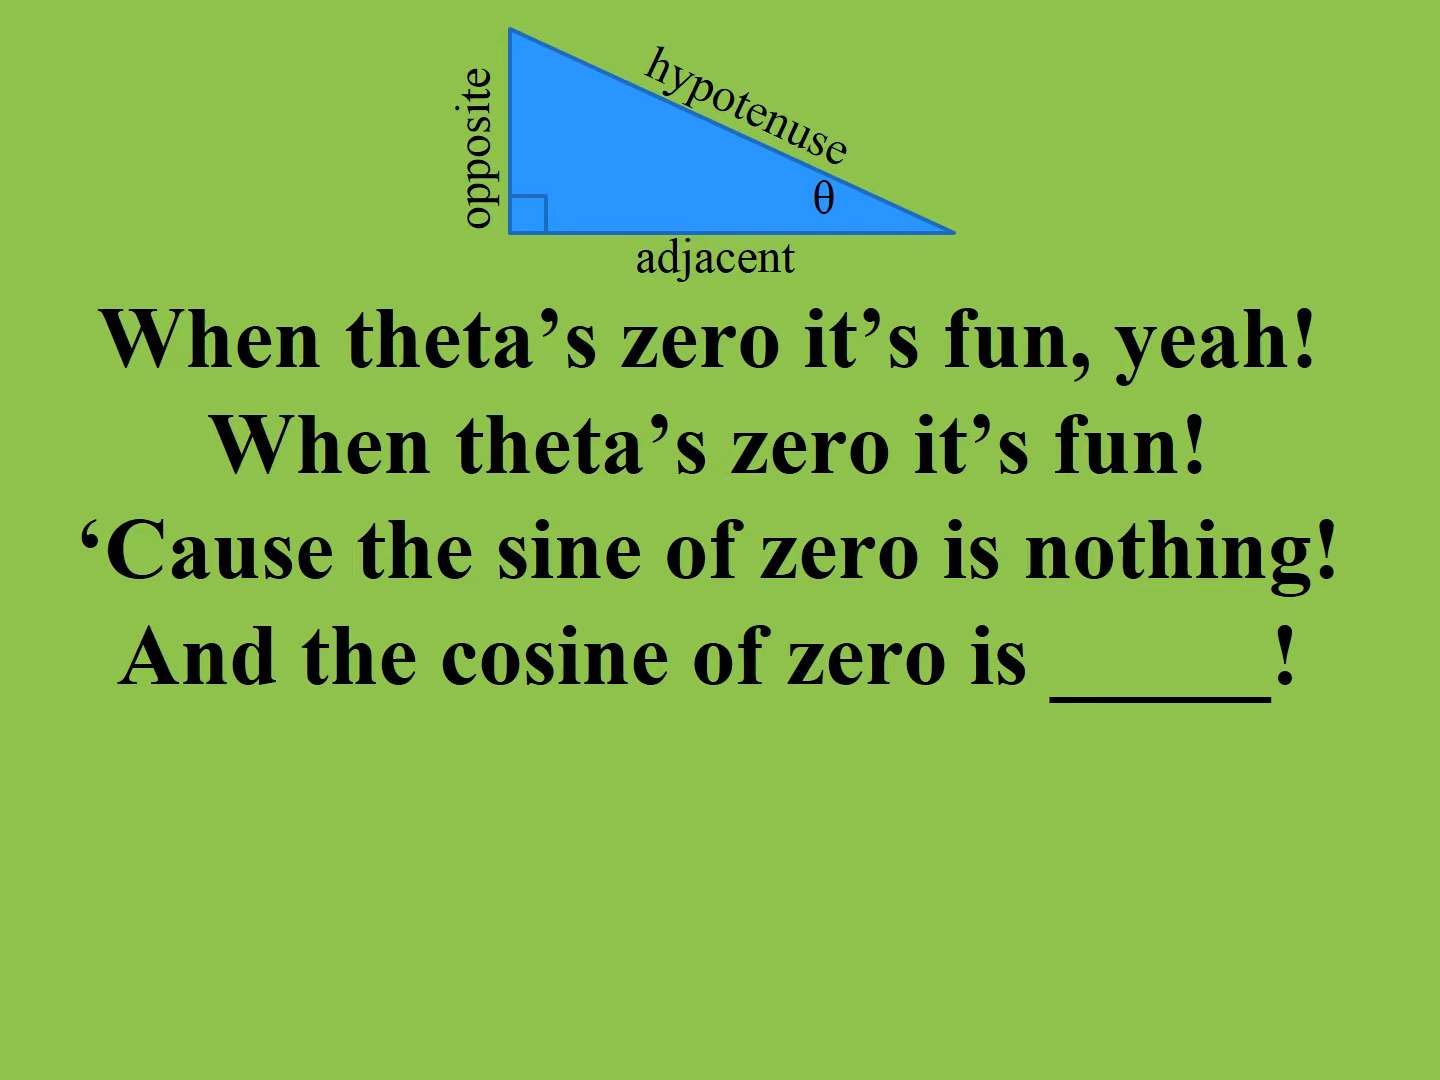 opposite
hypotenuse
θ
adjacent
When theta’s zero it’s fun, yeah!
When theta’s zero it’s fun!
‘Cause the sine of zero is nothing!
And the cosine of zero is _____!